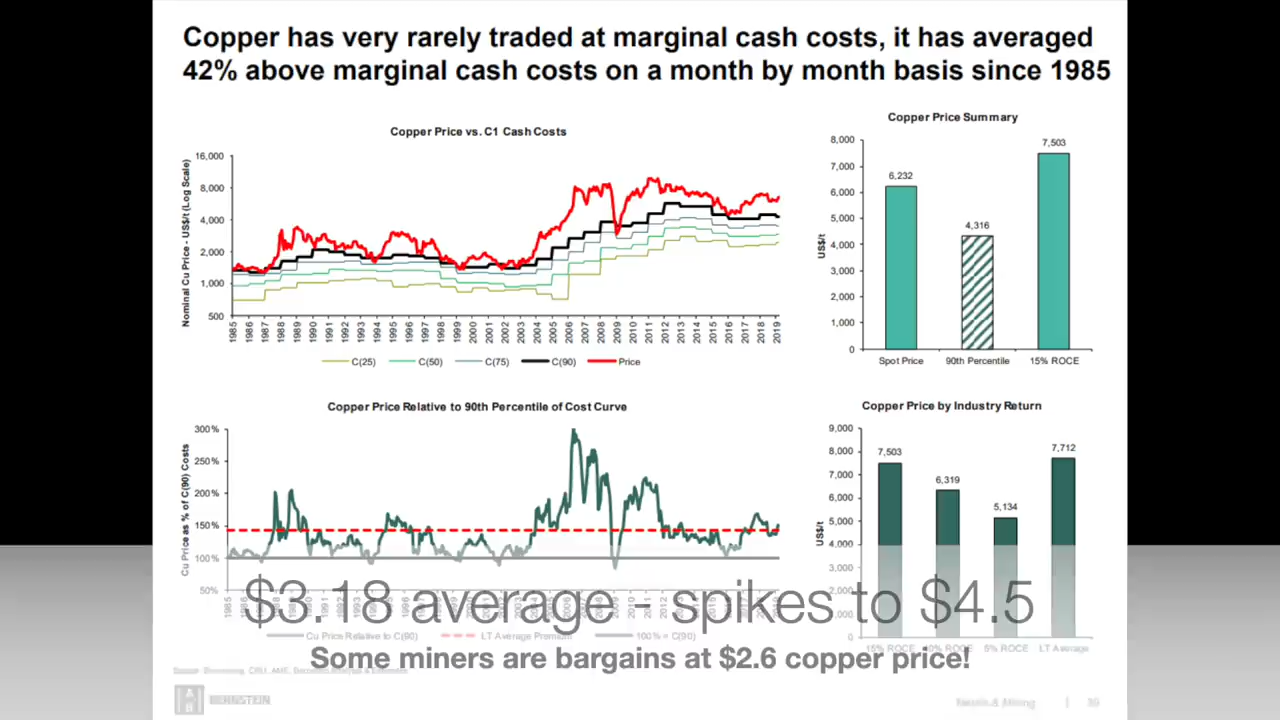 Copper has very rarely traded at marginal cash costs, it has averaged
42% above marginal cash costs on a month by month basis since 1985
Copper Price vs. C1 Cash Costs
Nominal Cu Price - US$/t (Log Scale)
16,000
8,000
4,000
2,000
1,000
500
1985 1986 1987 1988 1989 1990 1991 1992 1993 1994 1995 1996 1997 1998 1999 2000 2001 2002 2003 2004 2005 2006 2007 2008 2009 2010 2011 2012 2013 2014 2015 2016 2017 2018 2019
C(25) C(50) C(75) C(90) Price
Copper Price Summary
US$/t
8,000
7,000
6,000
5,000
4,000
3,000
2,000
1,000
0
6,232
4,316
7,503
Spot Price 90th Percentile 15% ROCE
Copper Price Relative to 90th Percentile of Cost Curve
Cu Price as % of C(90) Costs
300%
250%
200%
150%
100%
50%
Cu Price Relative to C(90) LT Average Premium 100% = C(90)
Copper Price by Industry Return
US$/t
9,000
8,000
7,000
6,000
5,000
4,000
3,000
2,000
0
7,503
6,319
5,134
7,712
15% ROCE 10% ROCE 5% ROCE LT Average
$3.18 average - spikes to $4.5
Some miners are bargains at $2.6 copper price!
BERNSTEIN
Metals & Mining | 39